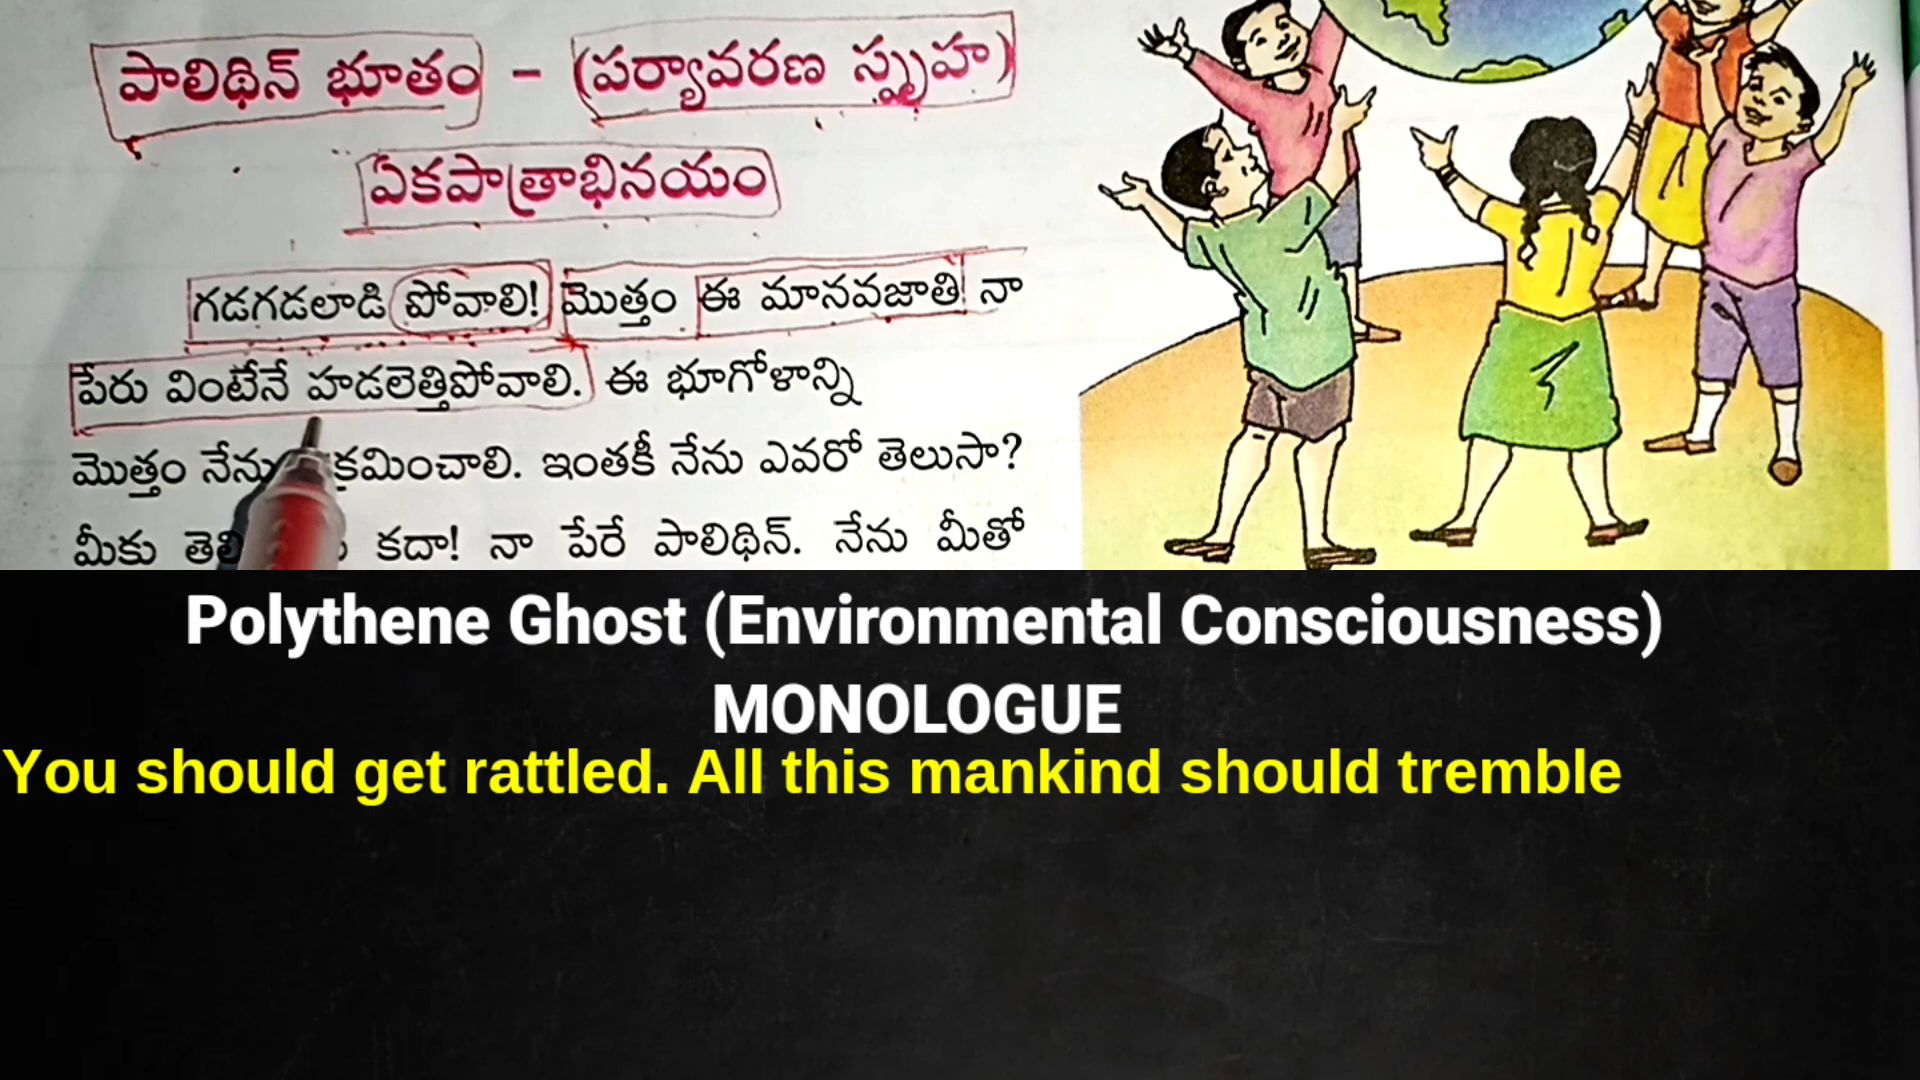 పాలిథిన్ భూతం – (పర్యావరణ స్పృహ)
ఏకపాత్రాభినయం
గడగడలాడి పోవాలి! మొత్తం ఈ మానవజాతి నా
పేరు వింటేనే హడలెత్తిపోవాలి. ఈ భూగోళాన్ని
మొత్తం నేను క్రమించాలి. ఇంతకీ నేను ఎవరో తెలుసా?
మీకు కదా! నా పేరే పాలిథిన్. నేను మీతో
Polythene Ghost (Environmental Consciousness)
MONOLOGUE
You should get rattled. All this mankind should tremble